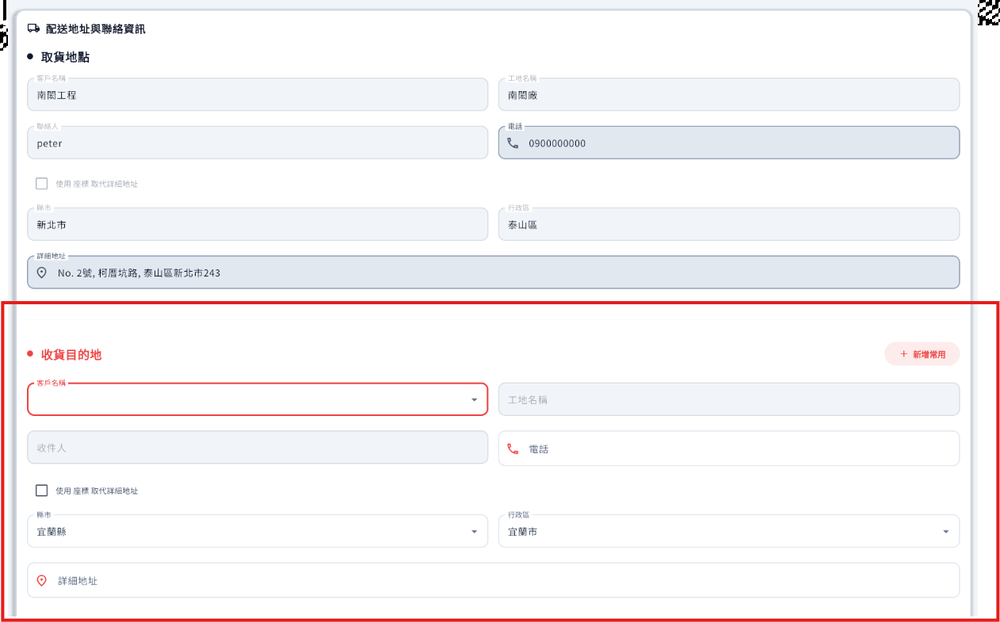 配送地址與聯絡資訊
取貨地點
客戶名稱
南閎工程
工地名稱
南閎廠
聯絡人
peter
電話
0900000000
使用 座標 取代詳細地址
縣市
新北市
行政區
泰山區
詳細地址
No. 2號, 柯厝坑路, 泰山區新北市243
收貨目的地
+ 新增常用
客戶名稱
工地名稱
收件人
電話
使用 座標 取代詳細地址
縣市
宜蘭縣
行政區
宜蘭市
詳細地址